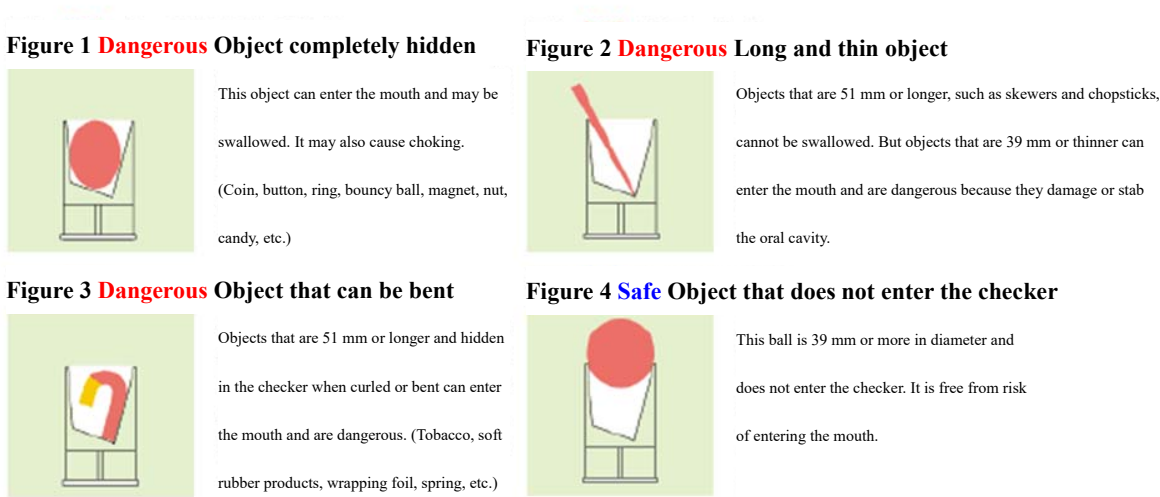 Figure 1 Dangerous Object completely hidden
This object can enter the mouth and may be
swallowed. It may also cause choking.
(Coin, button, ring, bouncy ball, magnet, nut,
candy, etc.)
Figure 2 Dangerous Long and thin object
Objects that are 51 mm or longer, such as skewers and chopsticks,
cannot be swallowed. But objects that are 39 mm or thinner can
enter the mouth and are dangerous because they damage or stab
the oral cavity.
Figure 3 Dangerous Object that can be bent
Objects that are 51 mm or longer and hidden
in the checker when curled or bent can enter
the mouth and are dangerous. (Tobacco, soft
rubber products, wrapping foil, spring, etc.)
Figure 4 Safe Object that does not enter the checker
This ball is 39 mm or more in diameter and
does not enter the checker. It is free from risk
of entering the mouth.